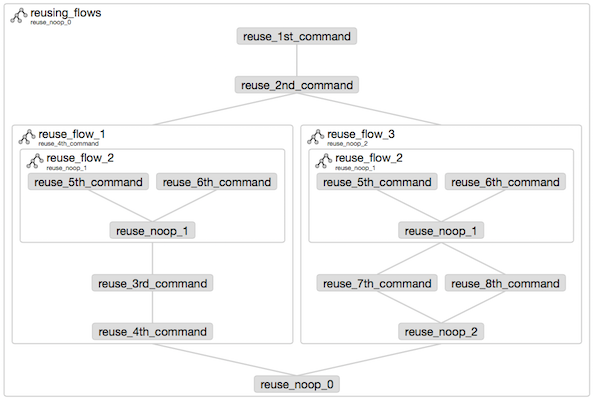 reusing_flows
reuse_noop_0
reuse_1st_command
reuse_2nd_command
reuse_flow_1
reuse_4th_command
reuse_flow_2
reuse_noop_1
reuse_5th_command
reuse_6th_command
reuse_noop_1
reuse_3rd_command
reuse_4th_command
reuse_flow_3
reuse_noop_2
reuse_flow_2
reuse_noop_1
reuse_5th_command
reuse_6th_command
reuse_noop_1
reuse_7th_command
reuse_8th_command
reuse_noop_2
reuse_noop_0